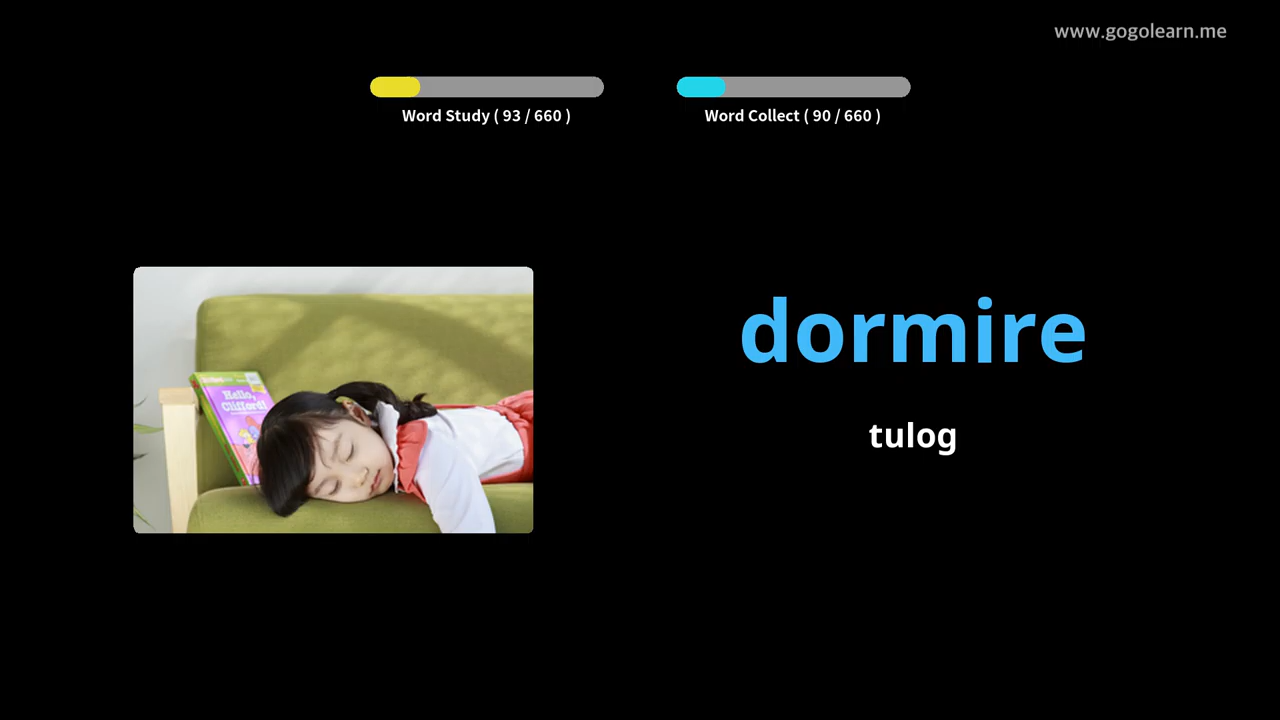 www.gogolearn.me
Word Study ( 93 / 660 )
Word Collect ( 90 / 660 )
dormire
tulog
Hello,
Clifford!